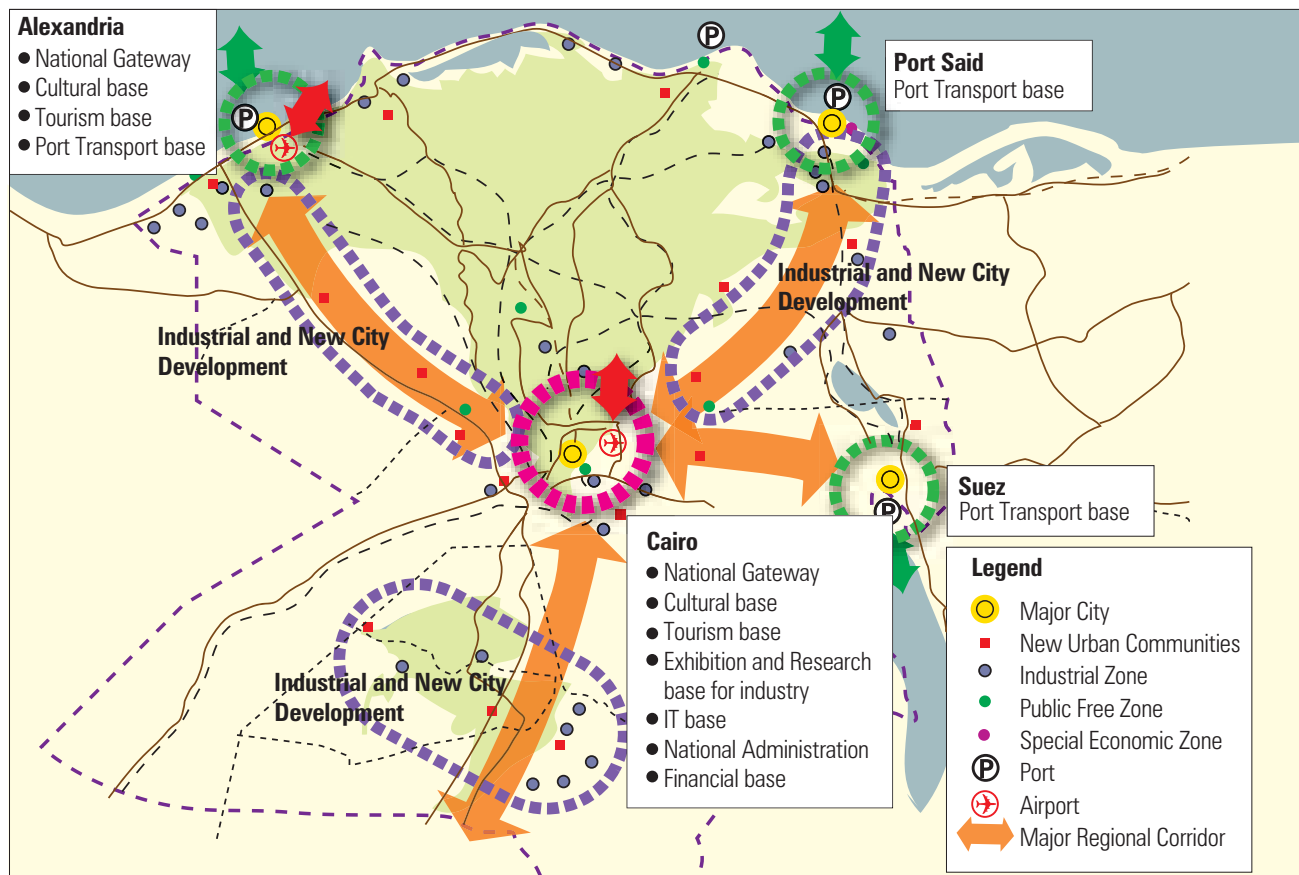 Alexandria
● National Gateway
● Cultural base
● Tourism base
● Port Transport base
P
P
P
Port Said
Port Transport base
Industrial and New City
Development
Industrial and New City
Development
Suez
Port Transport base
P
Cairo
● National Gateway
● Cultural base
● Tourism base
● Exhibition and Research
base for industry
● IT base
● National Administration
● Financial base
Industrial and New City
Development
Legend
Major City
New Urban Communities
Industrial Zone
Public Free Zone
Special Economic Zone
P Port
Airport
Major Regional Corridor